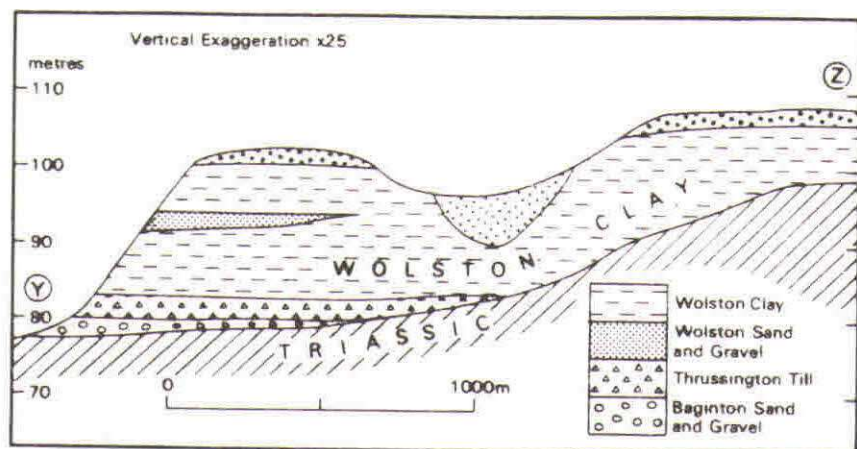 Vertical Exaggeration x25
metres
110
100
90
80
70
Y
Z
WOLSTON CLAY
TRIASSIC
0
1000m
Wolston Clay
Wolston Sand
and Gravel
Thrussington Till
Baginton Sand
and Gravel